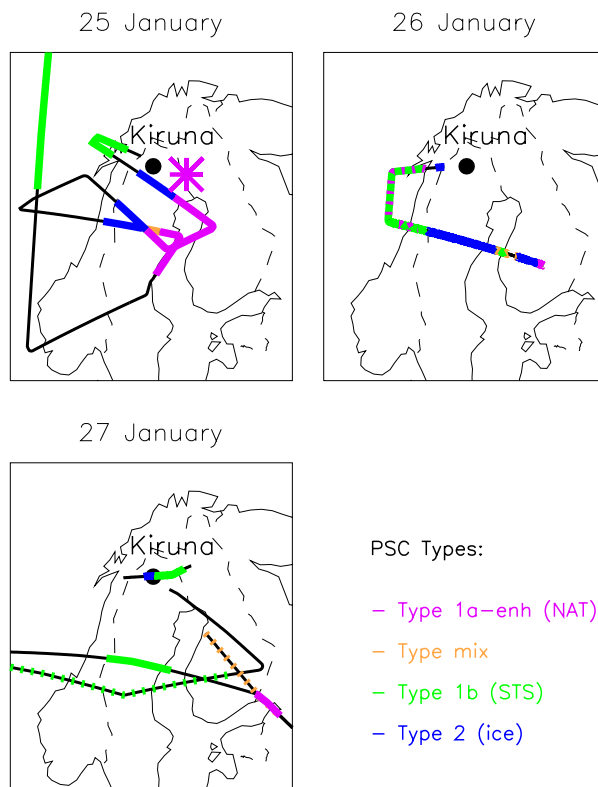 25 January
26 January
Kiruna
Kiruna
27 January
Kiruna
PSC Types:
– Type 1a–enh (NAT)
– Type mix
– Type 1b (STS)
– Type 2 (ice)